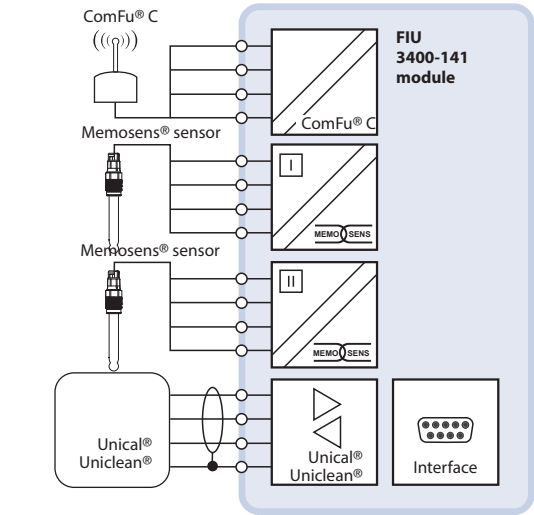 ComFu® C
FIU
3400-141
module
ComFu® C
Memosens® sensor
I
MEMO SENS
Memosens® sensor
II
MEMO SENS
Unical®
Uniclean®
Unical®
Uniclean®
Interface